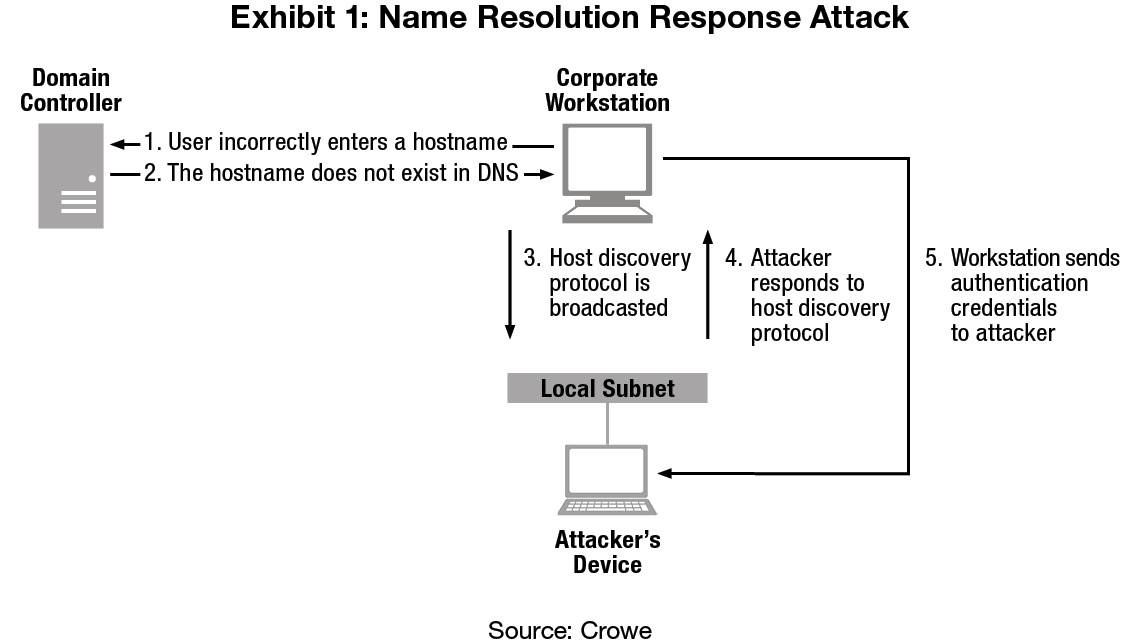 Exhibit 1: Name Resolution Response Attack
Domain
Controller
Corporate
Workstation
1. User incorrectly enters a hostname
2. The hostname does not exist in DNS
3. Host discovery
protocol is
broadcasted
4. Attacker
responds to
host discovery
protocol
5. Workstation sends
authentication
credentials
to attacker
Local Subnet
Attacker’s
Device
Source: Crowe